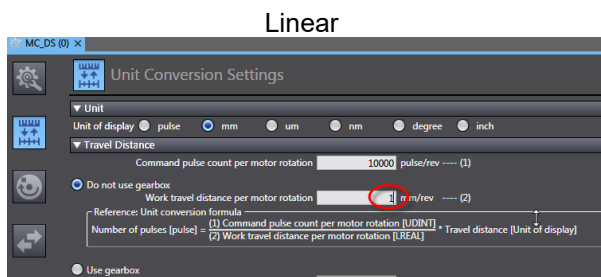 Linear
MC_DS (0) ×
Unit Conversion Settings
▼ Unit
Unit of display pulse mm um nm degree inch
▼ Travel Distance
Command pulse count per motor rotation 10000 pulse/rev ---- (1)
Do not use gearbox
Work travel distance per motor rotation 1 mm/rev ---- (2)
Reference: Unit conversion formula
Number of pulses [pulse] = (1) Command pulse count per motor rotation [UDINT] * Travel distance [Unit of display]
(2) Work travel distance per motor rotation [LREAL]
Use gearbox